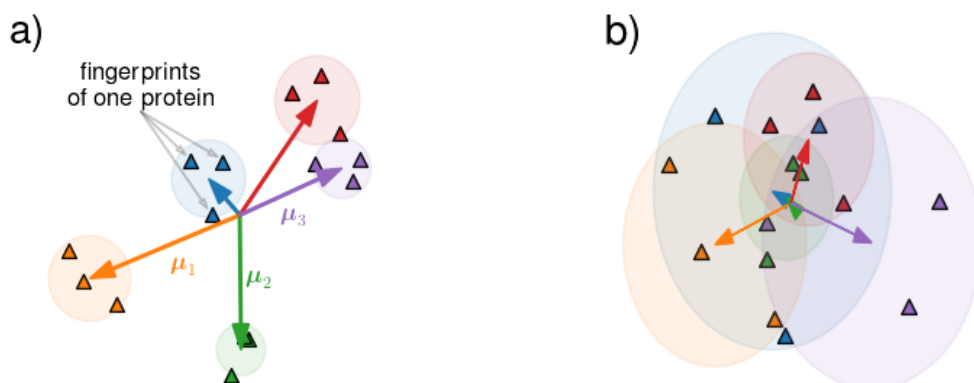 a)
fingerprints
of one protein
μ₃
μ₁
μ₂
b)